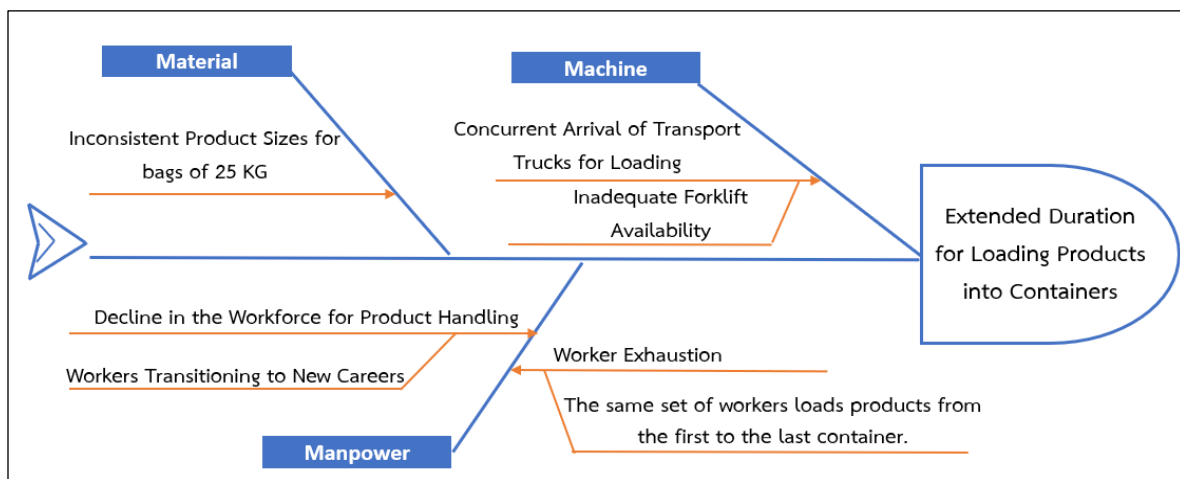 Material
Machine
Inconsistent Product Sizes for
bags of 25 KG
Concurrent Arrival of Transport
Trucks for Loading
Inadequate Forklift
Availability
Extended Duration
for Loading Products
into Containers
Decline in the Workforce for Product Handling
Workers Transitioning to New Careers
Worker Exhaustion
The same set of workers loads products from
the first to the last container.
Manpower